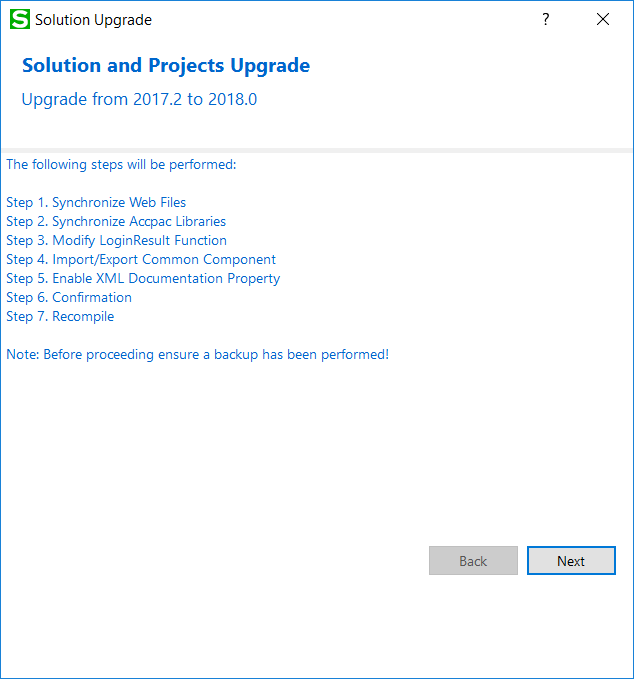 S Solution Upgrade ?
Solution and Projects Upgrade
Upgrade from 2017.2 to 2018.0
The following steps will be performed:
Step 1. Synchronize Web Files
Step 2. Synchronize Accpac Libraries
Step 3. Modify LoginResult Function
Step 4. Import/Export Common Component
Step 5. Enable XML Documentation Property
Step 6. Confirmation
Step 7. Recompile
Note: Before proceeding ensure a backup has been performed!
Back Next